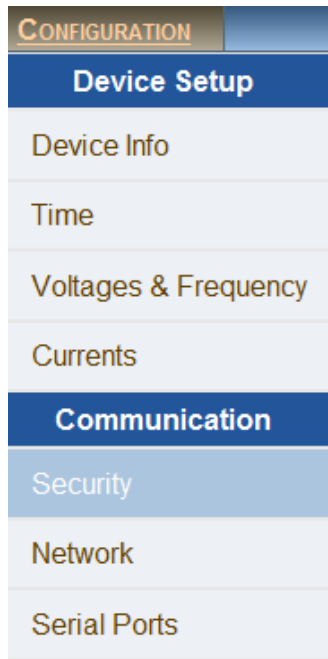 CONFIGURATION
Device Setup
Device Info
Time
Voltages & Frequency
Currents
Communication
Security
Network
Serial Ports